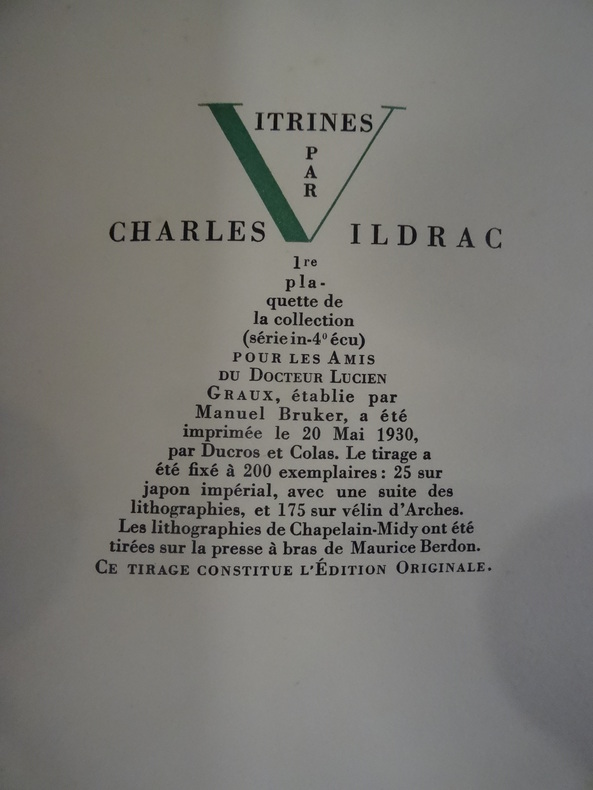 VITRINES
PAR
CHARLES VILDRAC
1re
pla-
quette de
la collection
(série in-4º écu)
POUR LES AMIS
DU DOCTEUR LUCIEN
GRAUX, établie par
Manuel Bruker, a été
imprimée le 20 Mai 1930,
par Ducros et Colas. Le tirage a
été fixé à 200 exemplaires : 25 sur
japon impérial, avec une suite des
lithographies, et 175 sur vélin d'Arches.
Les lithographies de Chapelain-Midy ont été
tirées sur la presse à bras de Maurice Berdon.
CE TIRAGE CONSTITUE L'ÉDITION ORIGINALE.